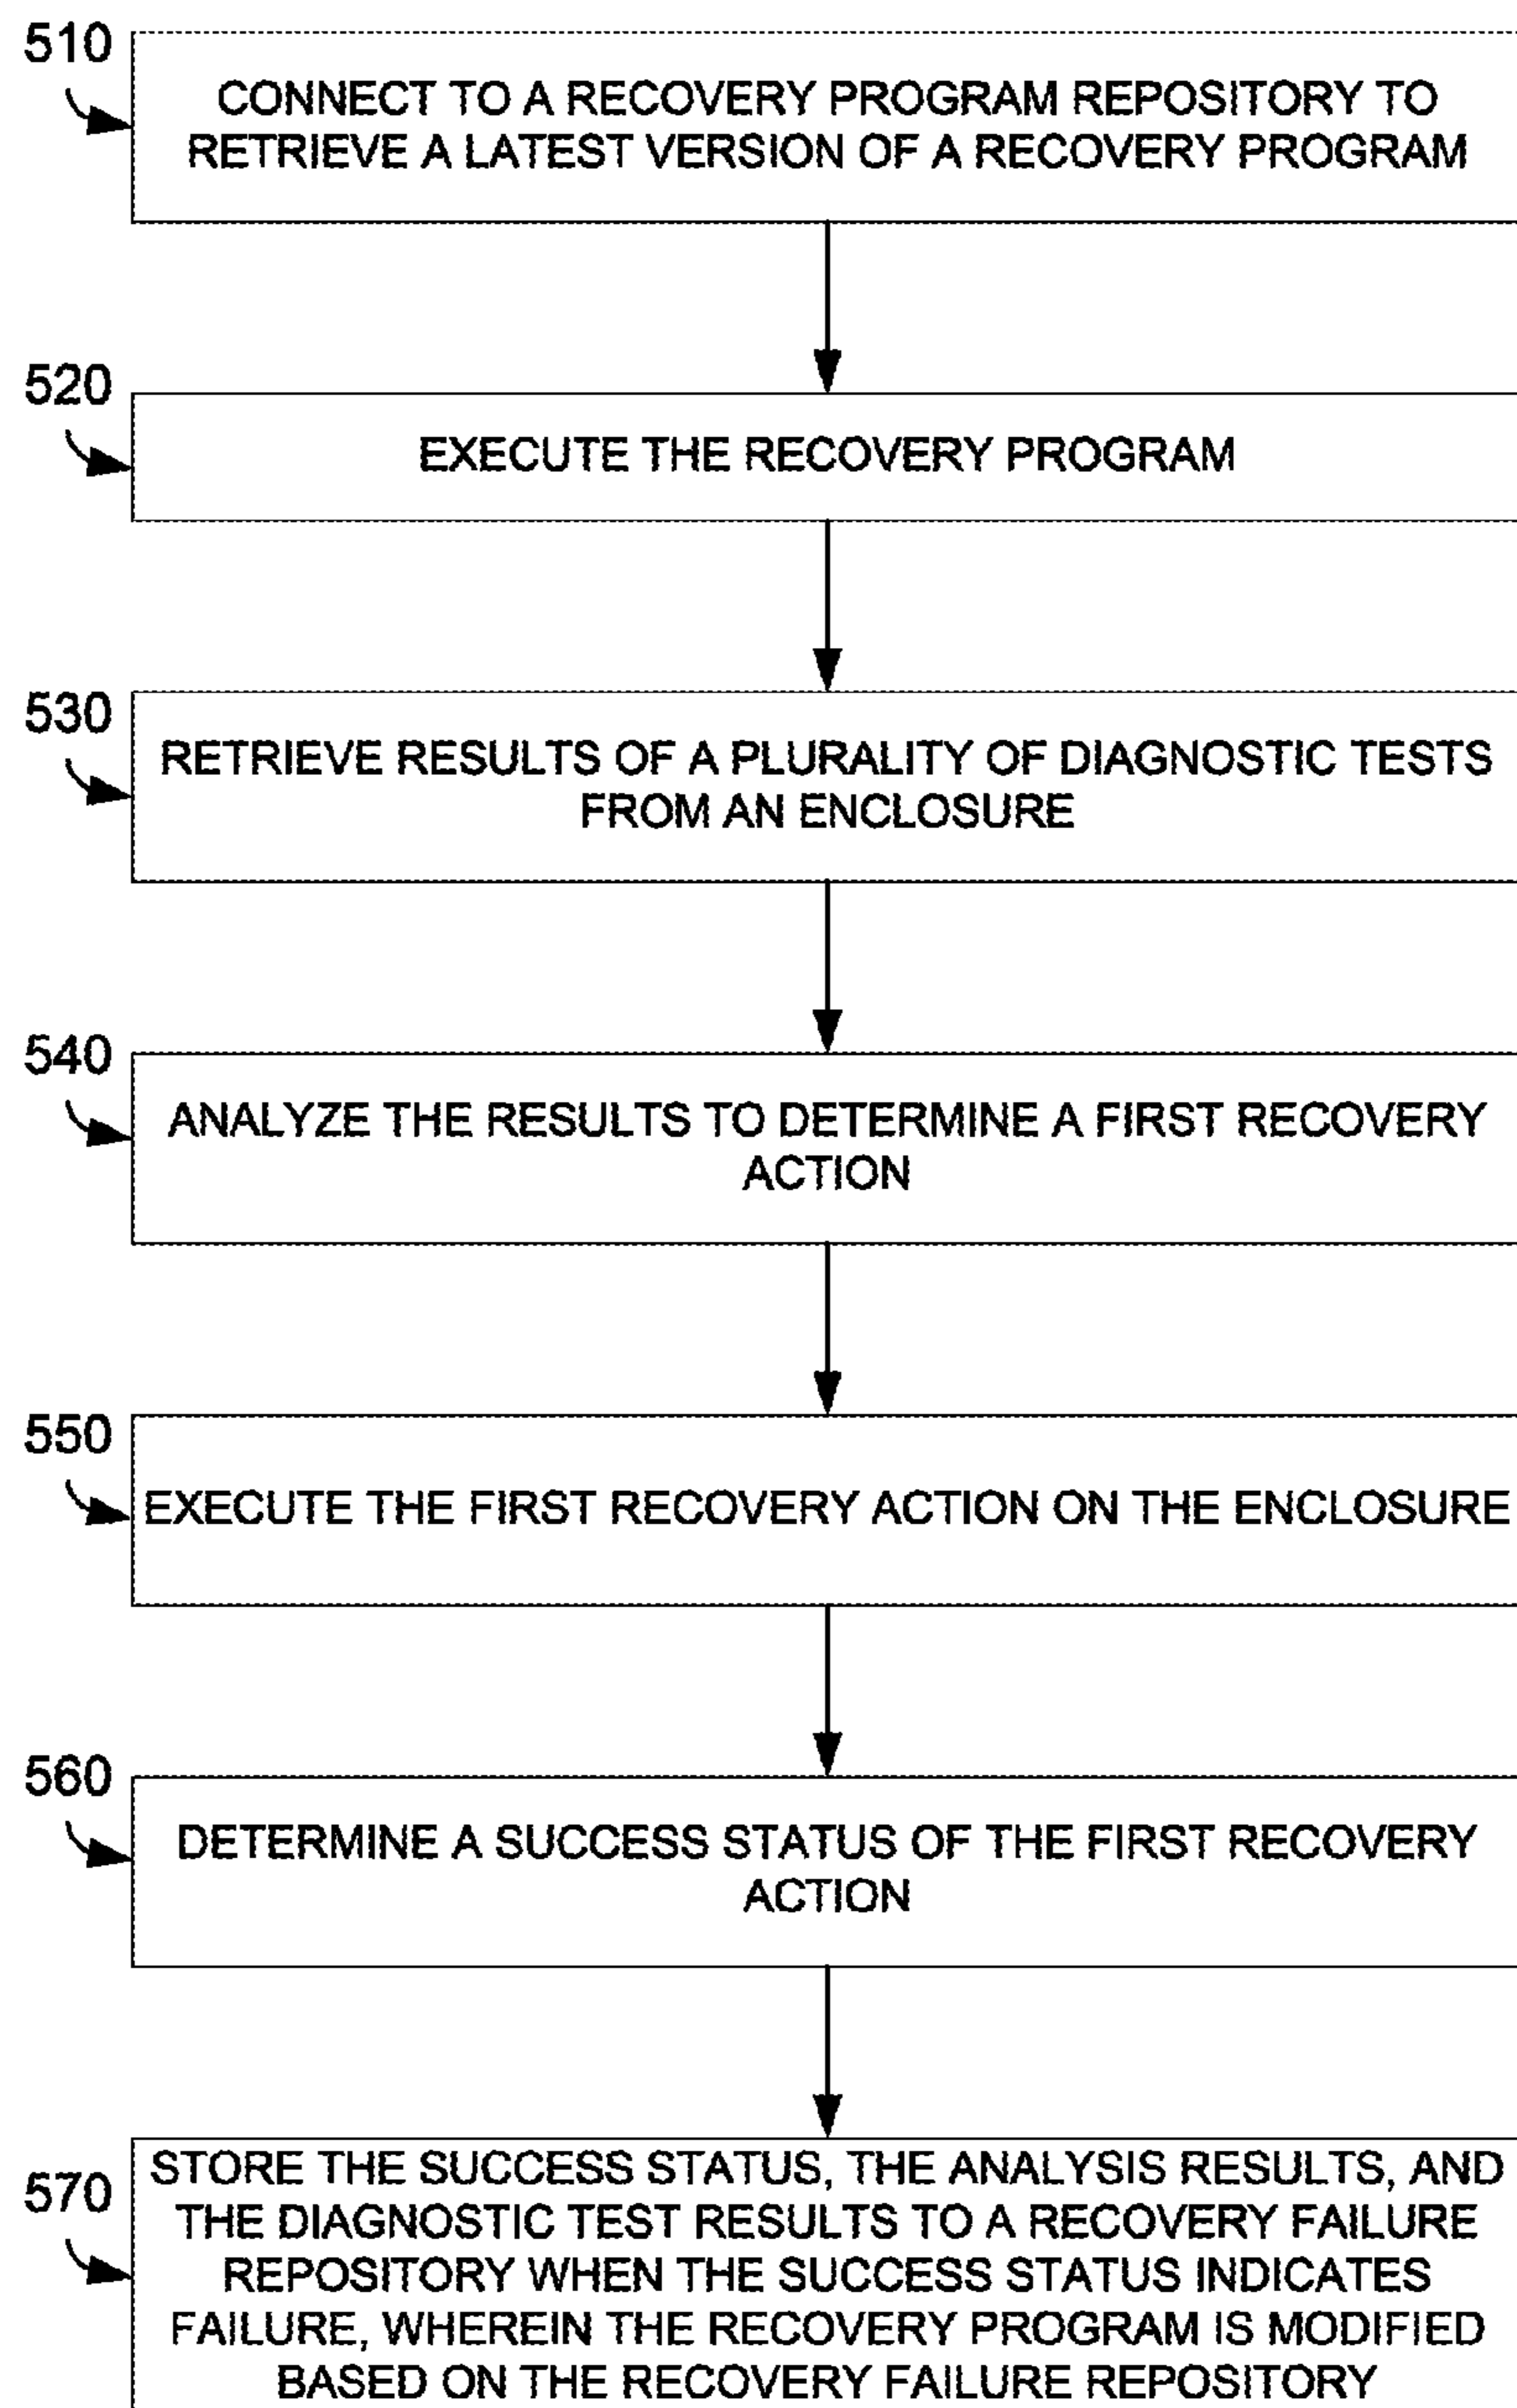 510
CONNECT TO A RECOVERY PROGRAM REPOSITORY TO
RETRIEVE A LATEST VERSION OF A RECOVERY PROGRAM
520
EXECUTE THE RECOVERY PROGRAM
530
RETRIEVE RESULTS OF A PLURALITY OF DIAGNOSTIC TESTS
FROM AN ENCLOSURE
540
ANALYZE THE RESULTS TO DETERMINE A FIRST RECOVERY
ACTION
550
EXECUTE THE FIRST RECOVERY ACTION ON THE ENCLOSURE
560
DETERMINE A SUCCESS STATUS OF THE FIRST RECOVERY
ACTION
570
STORE THE SUCCESS STATUS, THE ANALYSIS RESULTS, AND
THE DIAGNOSTIC TEST RESULTS TO A RECOVERY FAILURE
REPOSITORY WHEN THE SUCCESS STATUS INDICATES
FAILURE, WHEREIN THE RECOVERY PROGRAM IS MODIFIED
BASED ON THE RECOVERY FAILURE REPOSITORY